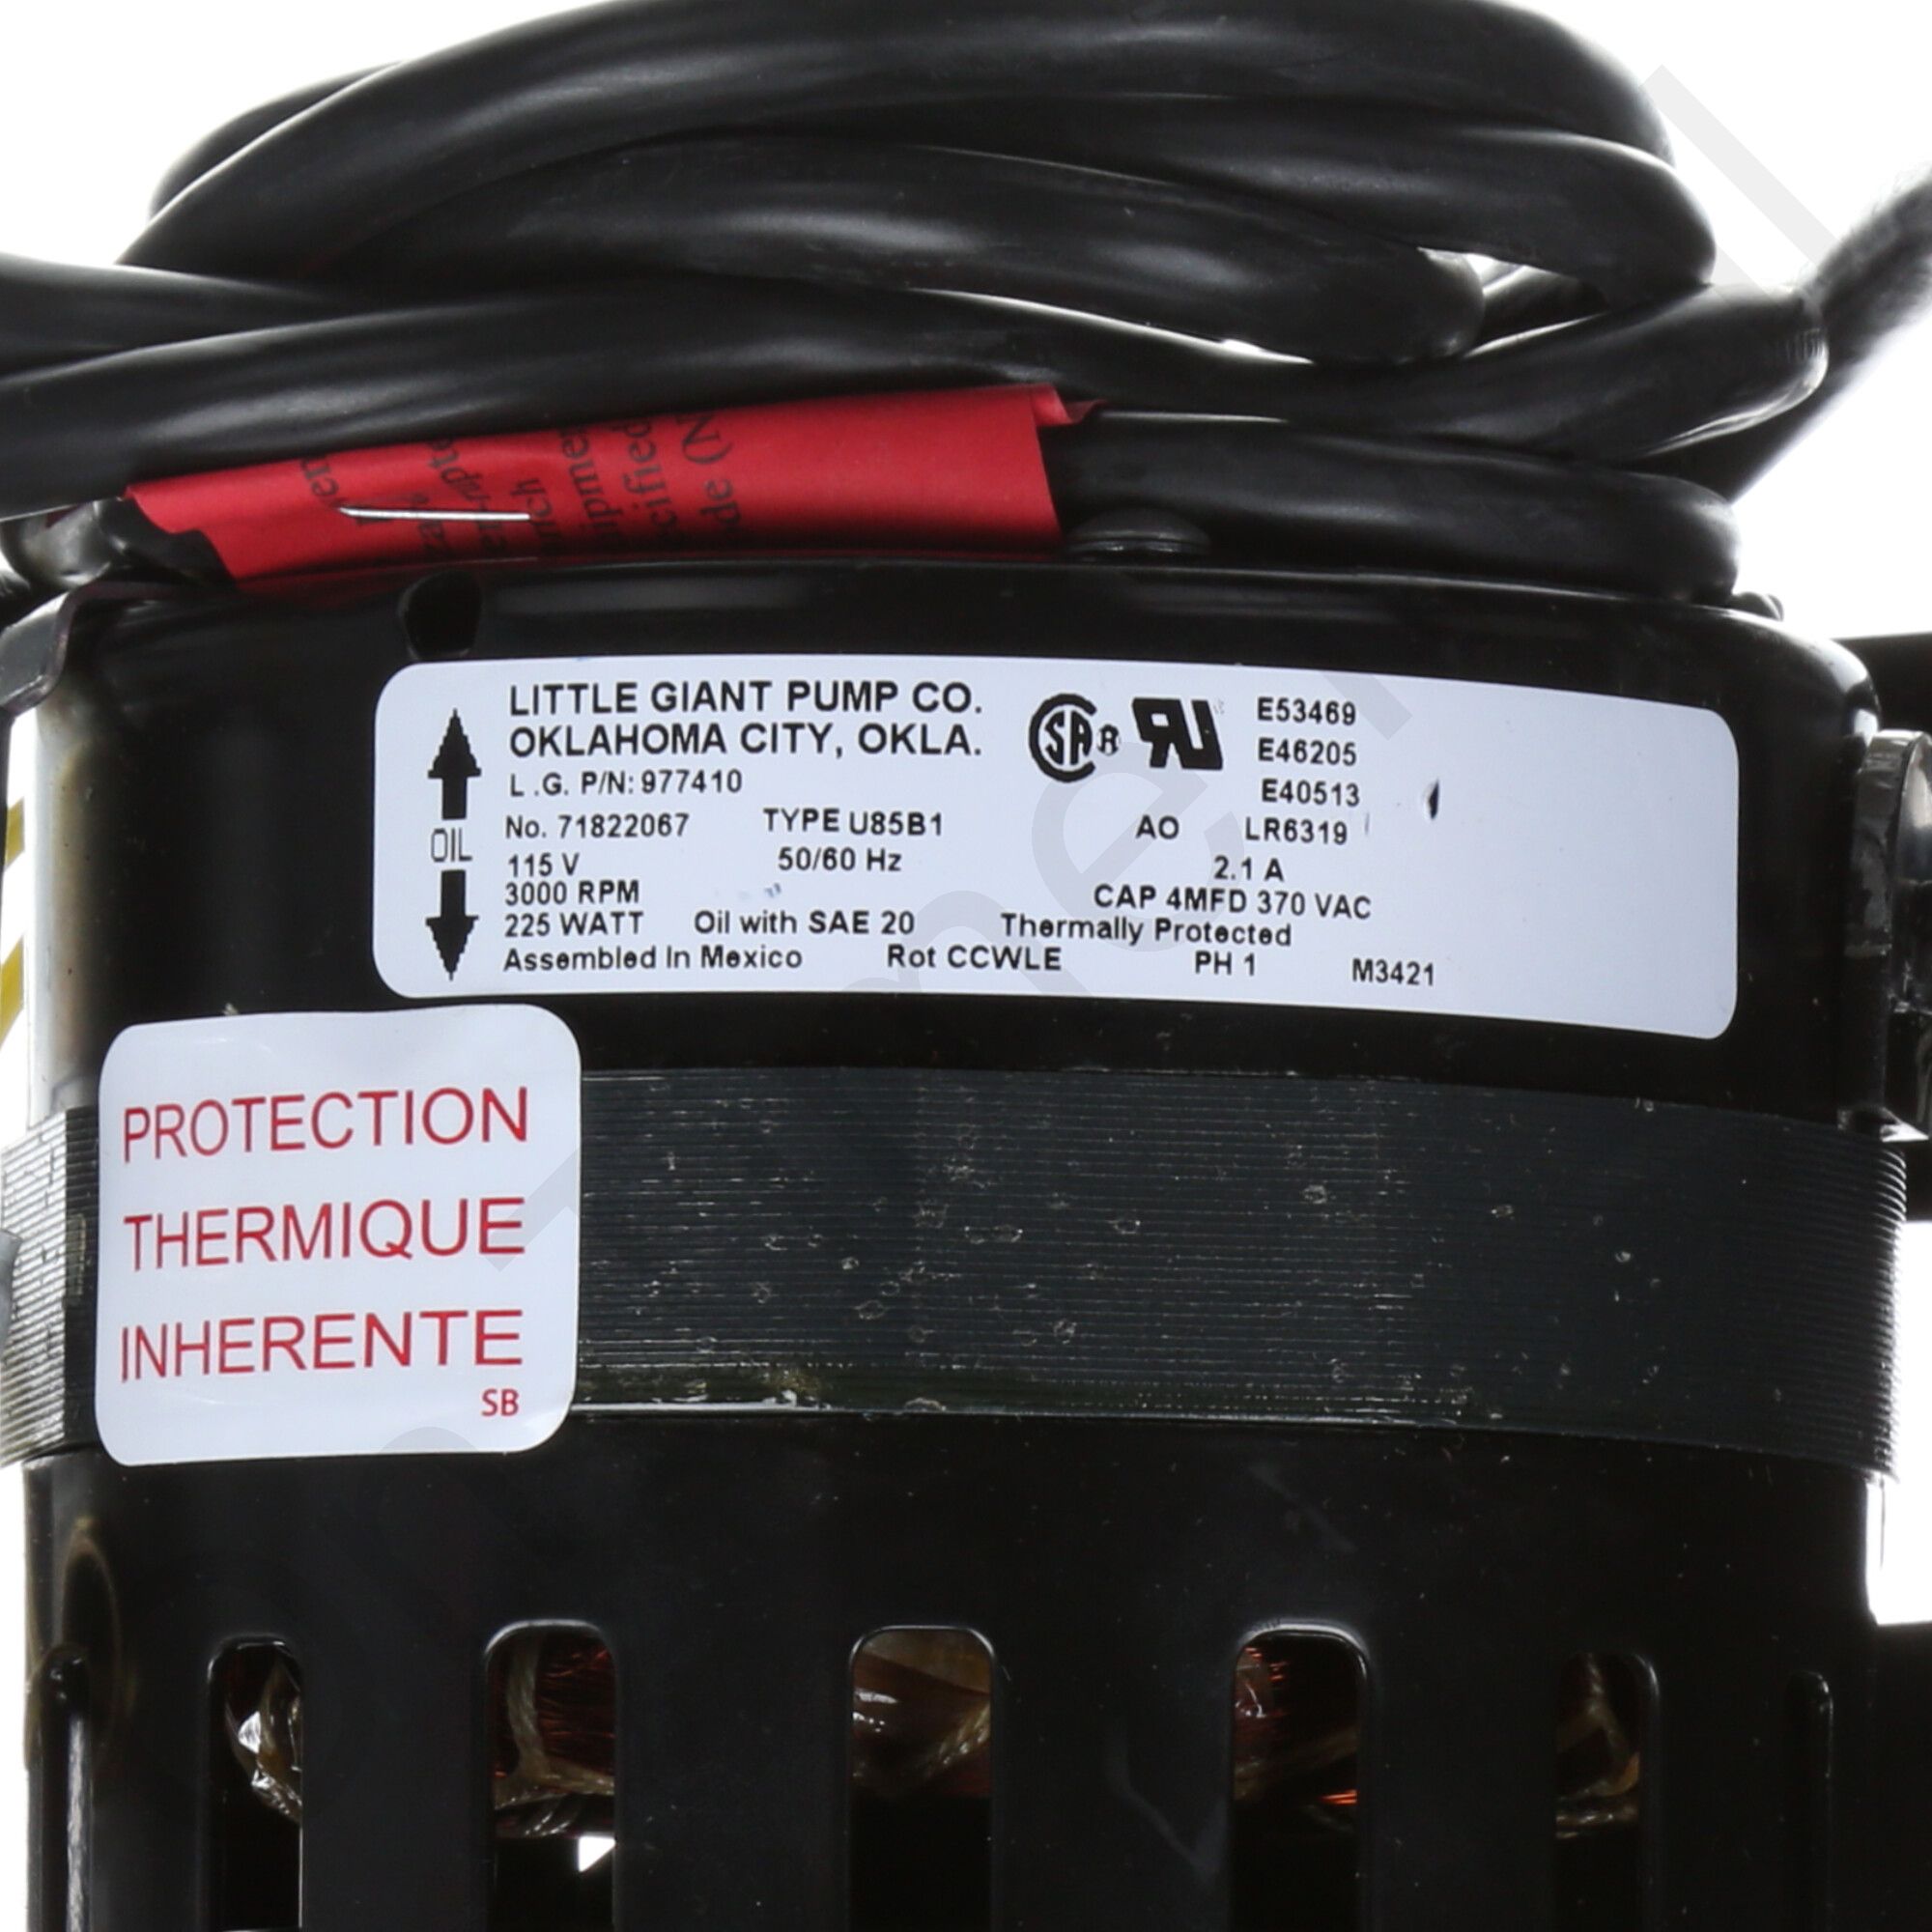 LITTLE GIANT PUMP CO.
OKLAHOMA CITY, OKLA.
L .G. P/N: 977410
No. 71822067 TYPE U85B1 AO LR6319
115 V 50/60 Hz 2.1 A
3000 RPM CAP 4MFD 370 VAC
225 WATT Oil with SAE 20 Thermally Protected
Assembled In Mexico Rot CCWLE PH 1 M3421
OIL
SA R
E53469
E46205
E40513
PROTECTION
THERMIQUE
INHERENTE
SB